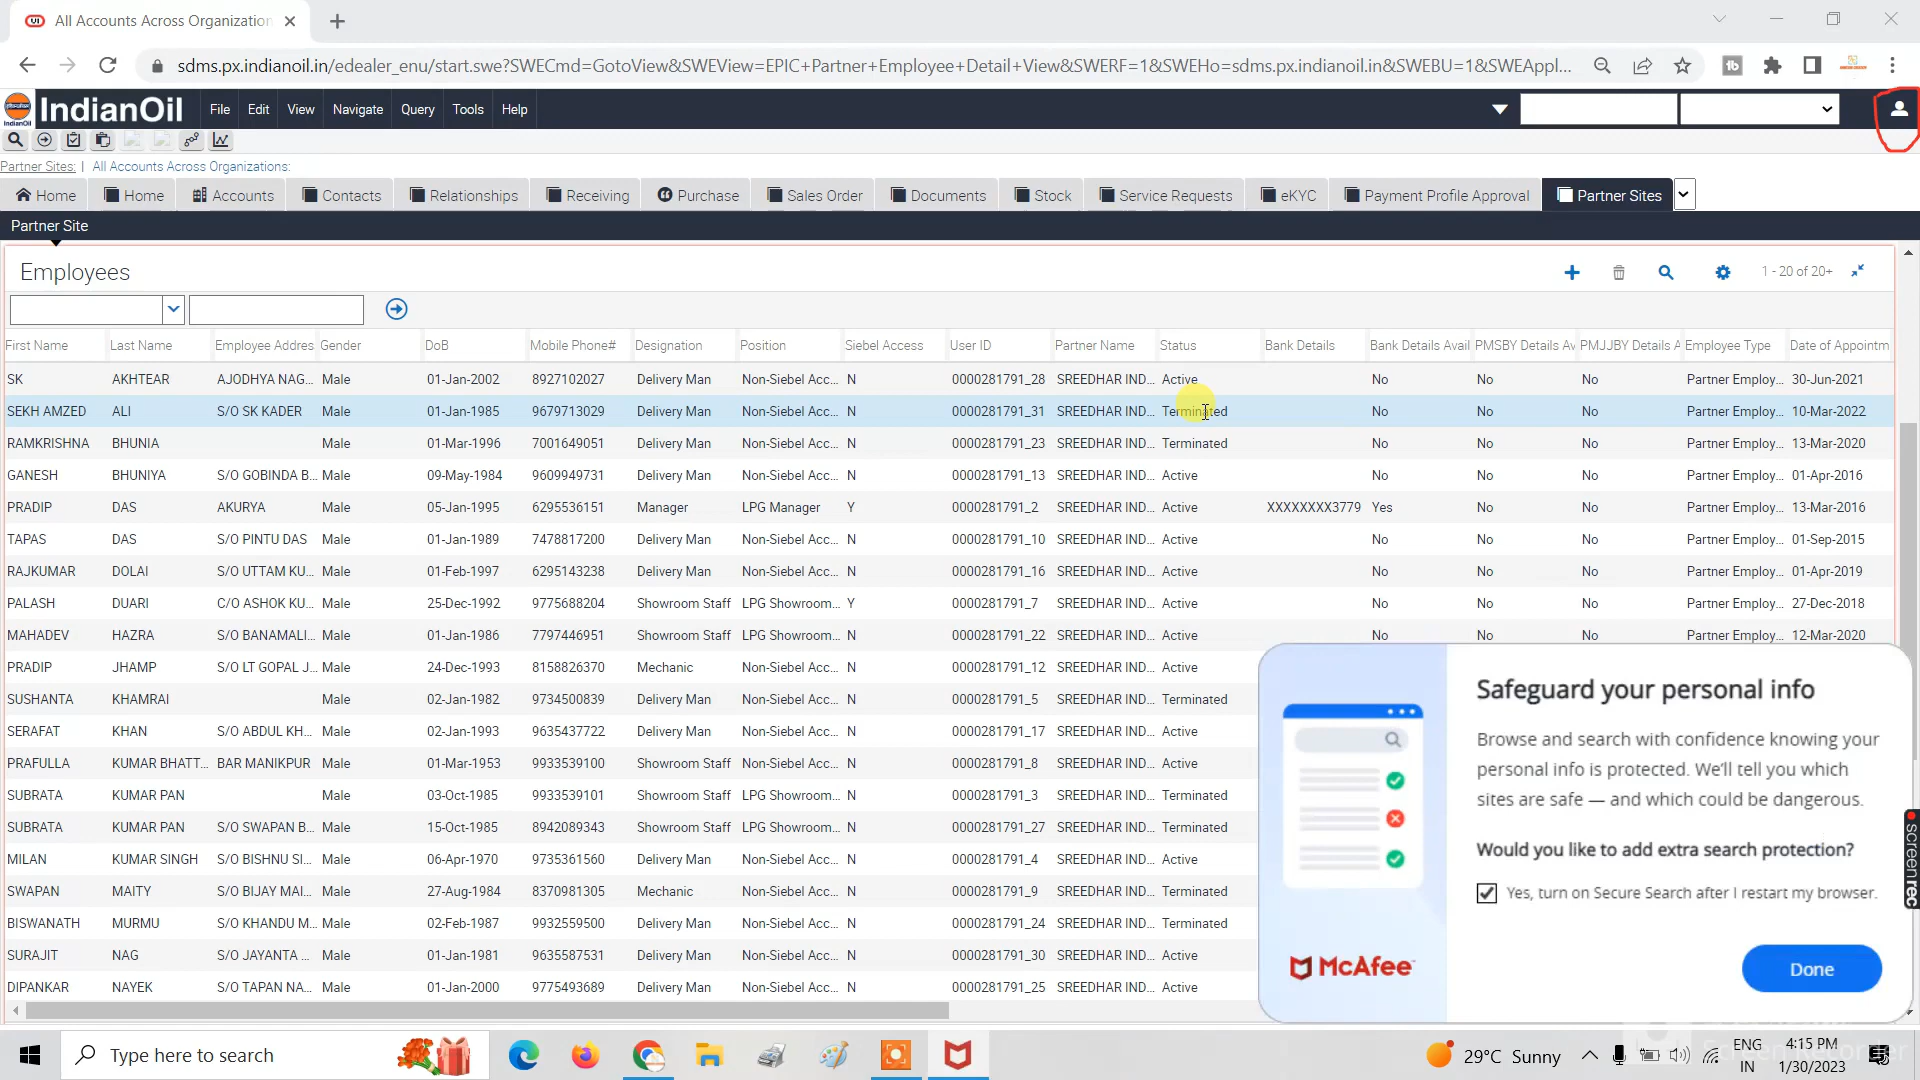 All Accounts Across Organization
sdms.px.indianoil.in/edealer_enu/start.swe?SWECmd=GotoView&SWEView=EPIC+Partner+Employee+Detail+View&SWERF=1&SWEHo=sdms.px.indianoil.in&SWEBU=1&SWEAppl...
IndianOil File Edit View Navigate Query Tools Help
Partner Sites: | All Accounts Across Organizations:
Home Home Accounts Contacts Relationships Receiving Purchase Sales Order Documents Stock Service Requests eKYC Payment Profile Approval Partner Sites
Partner Site
Employees 1 - 20 of 20+
First Name Last Name Employee Addres Gender DoB Mobile Phone# Designation Position Siebel Access User ID Partner Name Status Bank Details Bank Details Avail PMSBY Details Av PMJJBY Details A Employee Type Date of Appointm
SK AKHTEAR AJODHYA NAG... Male 01-Jan-2002 8927102027 Delivery Man Non-Siebel Acc... N 0000281791_28 SREEDHAR IND... Active No No No Partner Employ... 30-Jun-2021
SEKH AMZED ALI S/O SK KADER Male 01-Jan-1985 9679713029 Delivery Man Non-Siebel Acc... N 0000281791_31 SREEDHAR IND... Terminated No No No Partner Employ... 10-Mar-2022
RAMKRISHNA BHUNIA Male 01-Mar-1996 7001649051 Delivery Man Non-Siebel Acc... N 0000281791_23 SREEDHAR IND... Terminated No No No Partner Employ... 13-Mar-2020
GANESH BHUNIYA S/O GOBINDA B... Male 09-May-1984 9609949731 Delivery Man Non-Siebel Acc... N 0000281791_13 SREEDHAR IND... Active No No No Partner Employ... 01-Apr-2016
PRADIP DAS AKURYA Male 05-Jan-1995 6295536151 Manager LPG Manager Y 0000281791_2 SREEDHAR IND... Active XXXXXXXX3779 Yes No No Partner Employ... 13-Mar-2016
TAPAS DAS S/O PINTU DAS Male 01-Jan-1989 7478817200 Delivery Man Non-Siebel Acc... N 0000281791_10 SREEDHAR IND... Active No No No Partner Employ... 01-Sep-2015
RAJKUMAR DOLAI S/O UTTAM KU... Male 01-Feb-1997 6295143238 Delivery Man Non-Siebel Acc... N 0000281791_16 SREEDHAR IND... Active No No No Partner Employ... 01-Apr-2019
PALASH DUARI C/O ASHOK KU... Male 25-Dec-1992 9775688204 Showroom Staff LPG Showroom... Y 0000281791_7 SREEDHAR IND... Active No No No Partner Employ... 27-Dec-2018
MAHADEV HAZRA S/O BANAMALI... Male 01-Jan-1986 7797446951 Showroom Staff LPG Showroom... N 0000281791_22 SREEDHAR IND... Active No No No Partner Employ... 12-Mar-2020
PRADIP JHAMP S/O LT GOPAL J... Male 24-Dec-1993 8158826370 Mechanic Non-Siebel Acc... N 0000281791_12 SREEDHAR IND... Active
SUSHANTA KHAMRAI Male 02-Jan-1982 9734500839 Delivery Man Non-Siebel Acc... N 0000281791_5 SREEDHAR IND... Terminated
SERAFAT KHAN S/O ABDUL KH... Male 02-Jan-1993 9635437722 Delivery Man Non-Siebel Acc... N 0000281791_17 SREEDHAR IND... Active
PRAFULLA KUMAR BHATT... BAR MANIKPUR Male 01-Mar-1953 9933539100 Showroom Staff Non-Siebel Acc... N 0000281791_8 SREEDHAR IND... Active
SUBRATA KUMAR PAN Male 03-Oct-1985 9933539101 Showroom Staff LPG Showroom... N 0000281791_3 SREEDHAR IND... Terminated
SUBRATA KUMAR PAN S/O SWAPAN B... Male 15-Oct-1985 8942089343 Showroom Staff LPG Showroom... N 0000281791_27 SREEDHAR IND... Terminated
MILAN KUMAR SINGH S/O BISHNU SI... Male 06-Apr-1970 9735361560 Delivery Man Non-Siebel Acc... N 0000281791_4 SREEDHAR IND... Active
SWAPAN MAITY S/O BIJAY MAI... Male 27-Aug-1984 8370981305 Mechanic Non-Siebel Acc... N 0000281791_9 SREEDHAR IND... Terminated
BISWANATH MURMU S/O KHANDU M... Male 02-Feb-1987 9932559500 Delivery Man Non-Siebel Acc... N 0000281791_24 SREEDHAR IND... Terminated
SURAJIT NAG S/O JAYANTA ... Male 01-Jan-1981 9635587531 Delivery Man Non-Siebel Acc... N 0000281791_30 SREEDHAR IND... Active
DIPANKAR NAYEK S/O TAPAN NA... Male 01-Jan-2000 9775493689 Delivery Man Non-Siebel Acc... N 0000281791_25 SREEDHAR IND... Active
Safeguard your personal info
Browse and search with confidence knowing your
personal info is protected. We'll tell you which
sites are safe — and which could be dangerous.
Would you like to add extra search protection?
Yes, turn on Secure Search after I restart my browser.
McAfee
Done
screenrec
Type here to search
29°C Sunny
ENG
IN
4:15 PM
1/30/2023